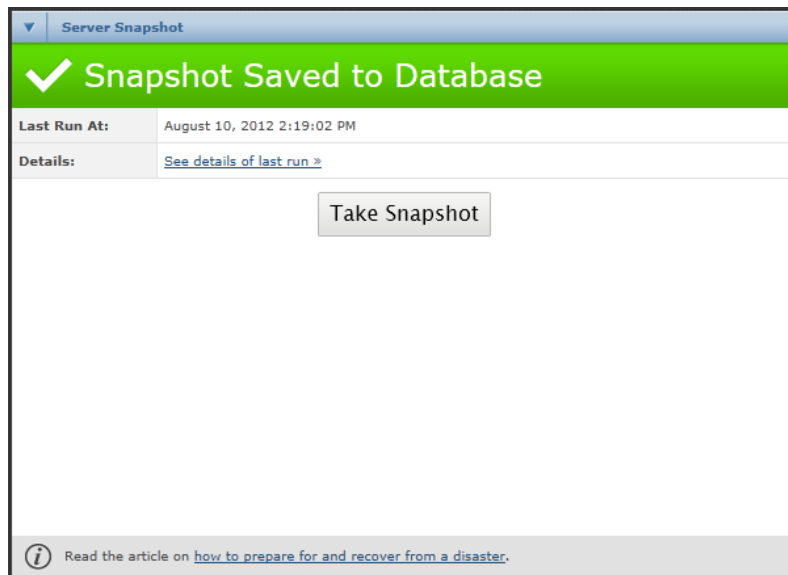 Server Snapshot
Snapshot Saved to Database
Last Run At: August 10, 2012 2:19:02 PM
Details: See details of last run »
Take Snapshot
Read the article on how to prepare for and recover from a disaster.